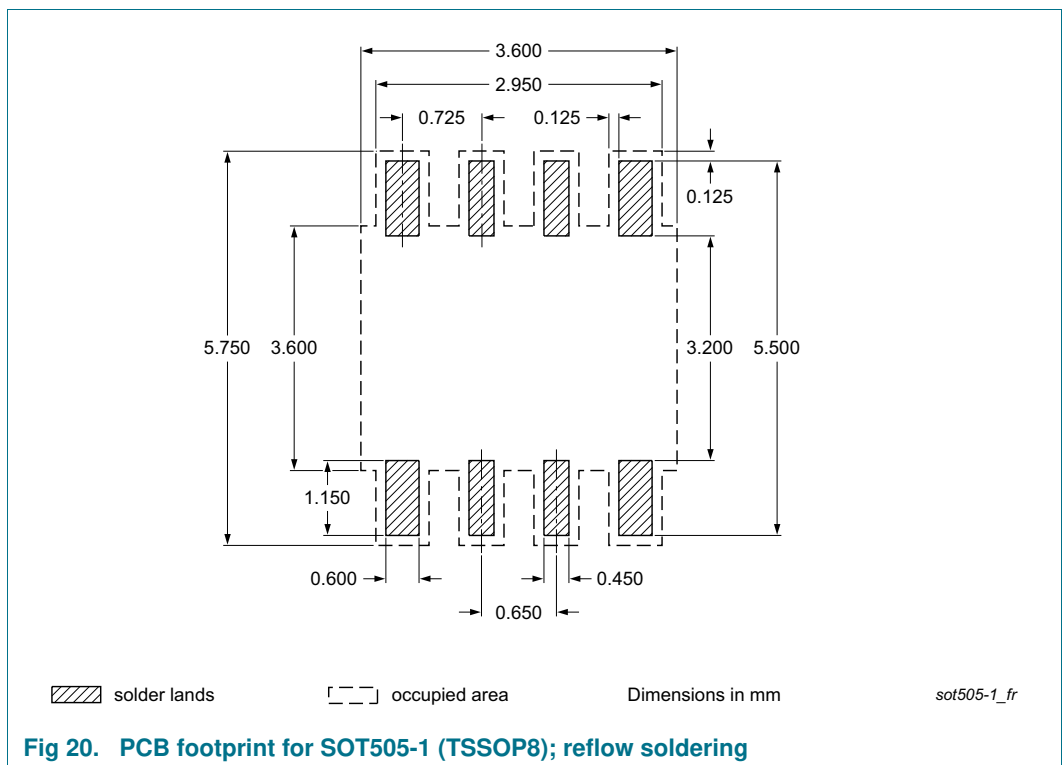 3.600
2.950
0.725 0.125
0.125
5.750 3.600 3.200 5.500
1.150
0.600 0.450
0.650
solder lands occupied area Dimensions in mm sot505-1_fr
Fig 20. PCB footprint for SOT505-1 (TSSOP8); reflow soldering